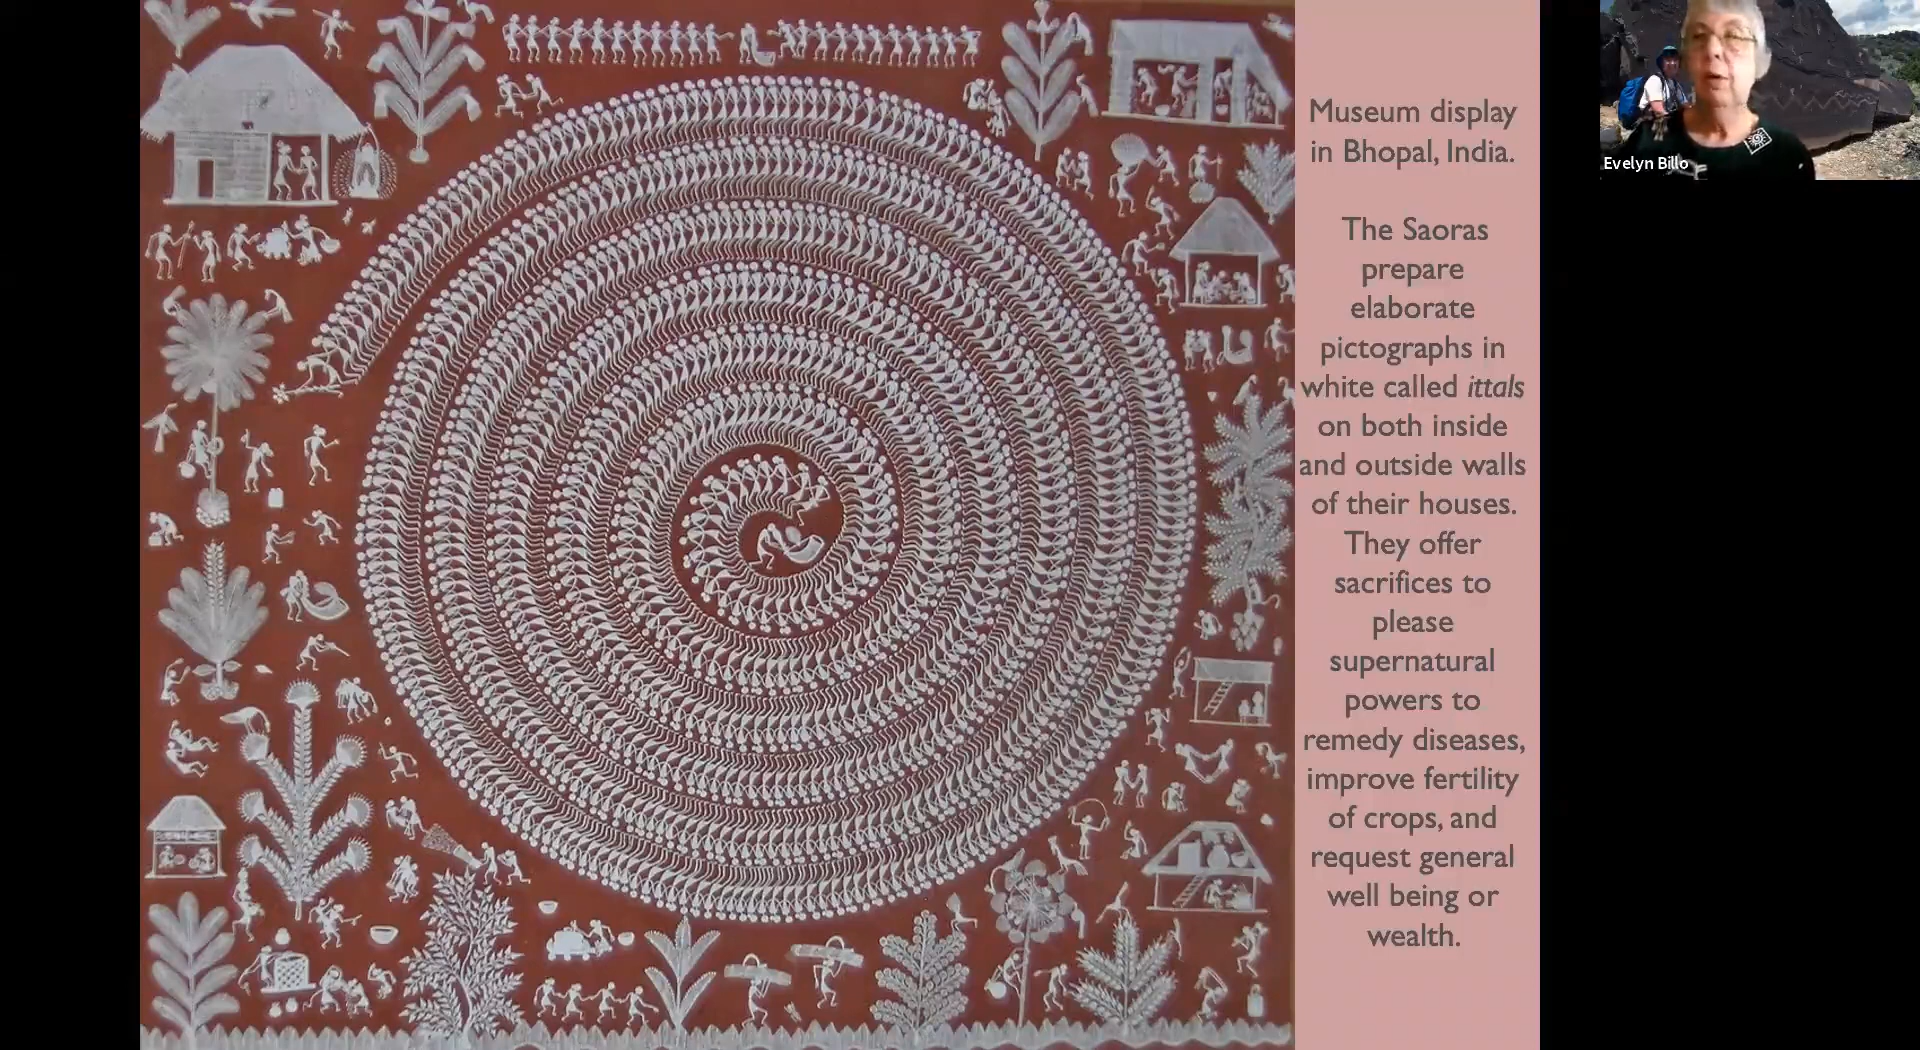 Museum display
in Bhopal, India.
The Saoras
prepare
elaborate
pictographs in
white called ittals
on both inside
and outside walls
of their houses.
They offer
sacrifices to
please
supernatural
powers to
remedy diseases,
improve fertility
of crops, and
request general
well being or
wealth.
Evelyn Billo